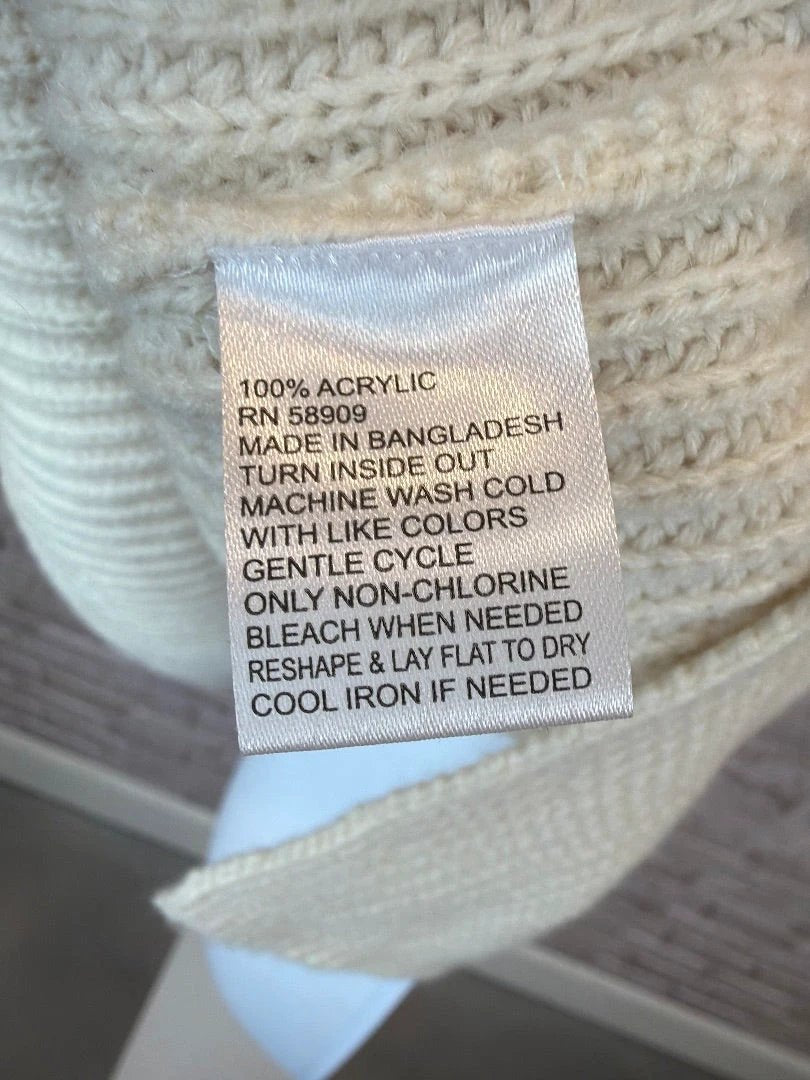 100% ACRYLIC
RN 58909
MADE IN BANGLADESH
TURN INSIDE OUT
MACHINE WASH COLD
WITH LIKE COLORS
GENTLE CYCLE
ONLY NON-CHLORINE
BLEACH WHEN NEEDED
RESHAPE & LAY FLAT TO DRY
COOL IRON IF NEEDED